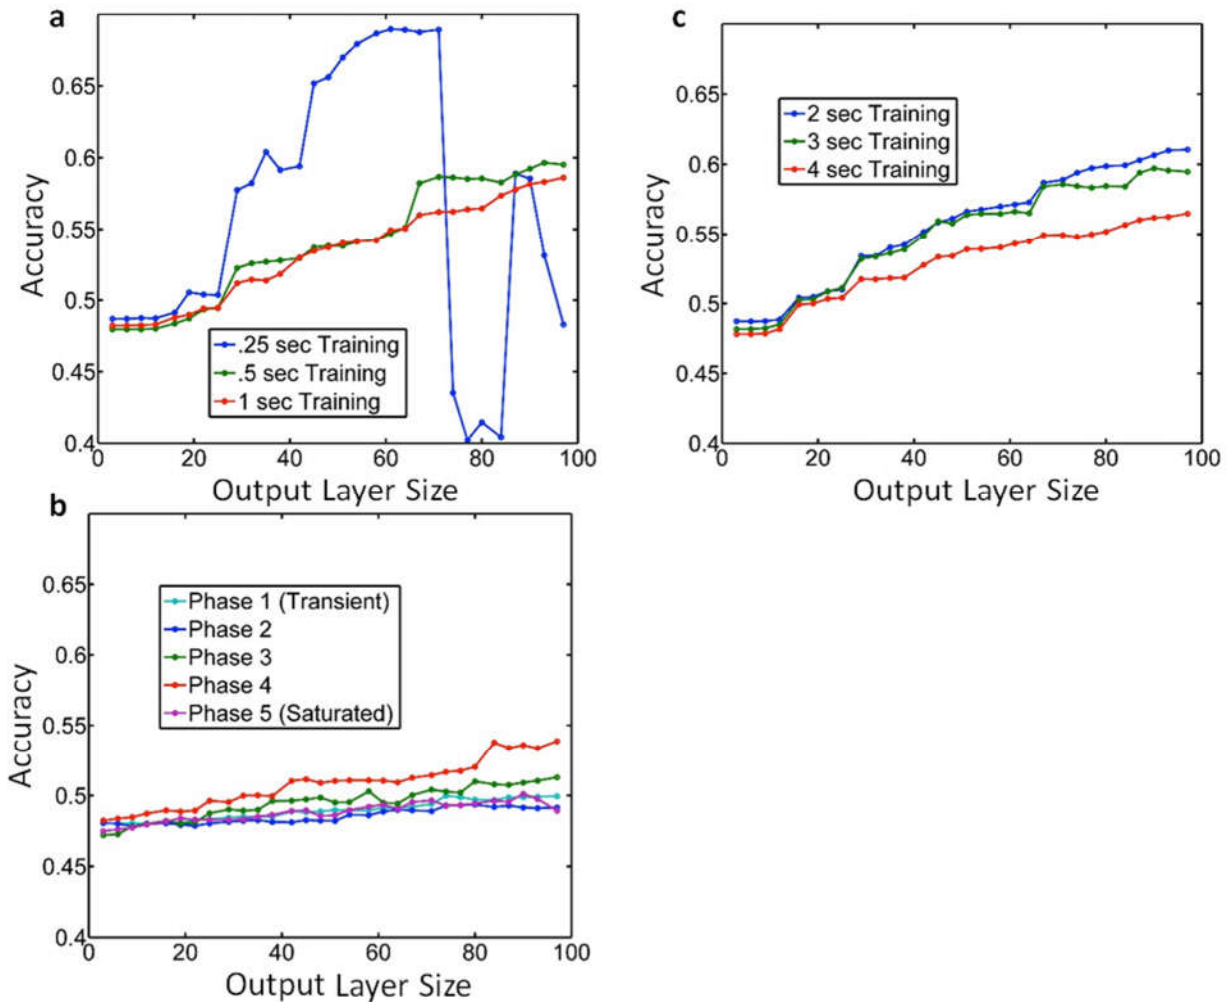 a
Accuracy
0.65
0.6
0.55
0.5
0.45
0.4
.25 sec Training
.5 sec Training
1 sec Training
0 20 40 60 80 100
Output Layer Size
c
Accuracy
0.65
0.6
0.55
0.5
0.45
0.4
2 sec Training
3 sec Training
4 sec Training
0 20 40 60 80 100
Output Layer Size
b
Accuracy
0.65
0.6
0.55
0.5
0.45
0.4
Phase 1 (Transient)
Phase 2
Phase 3
Phase 4
Phase 5 (Saturated)
0 20 40 60 80 100
Output Layer Size